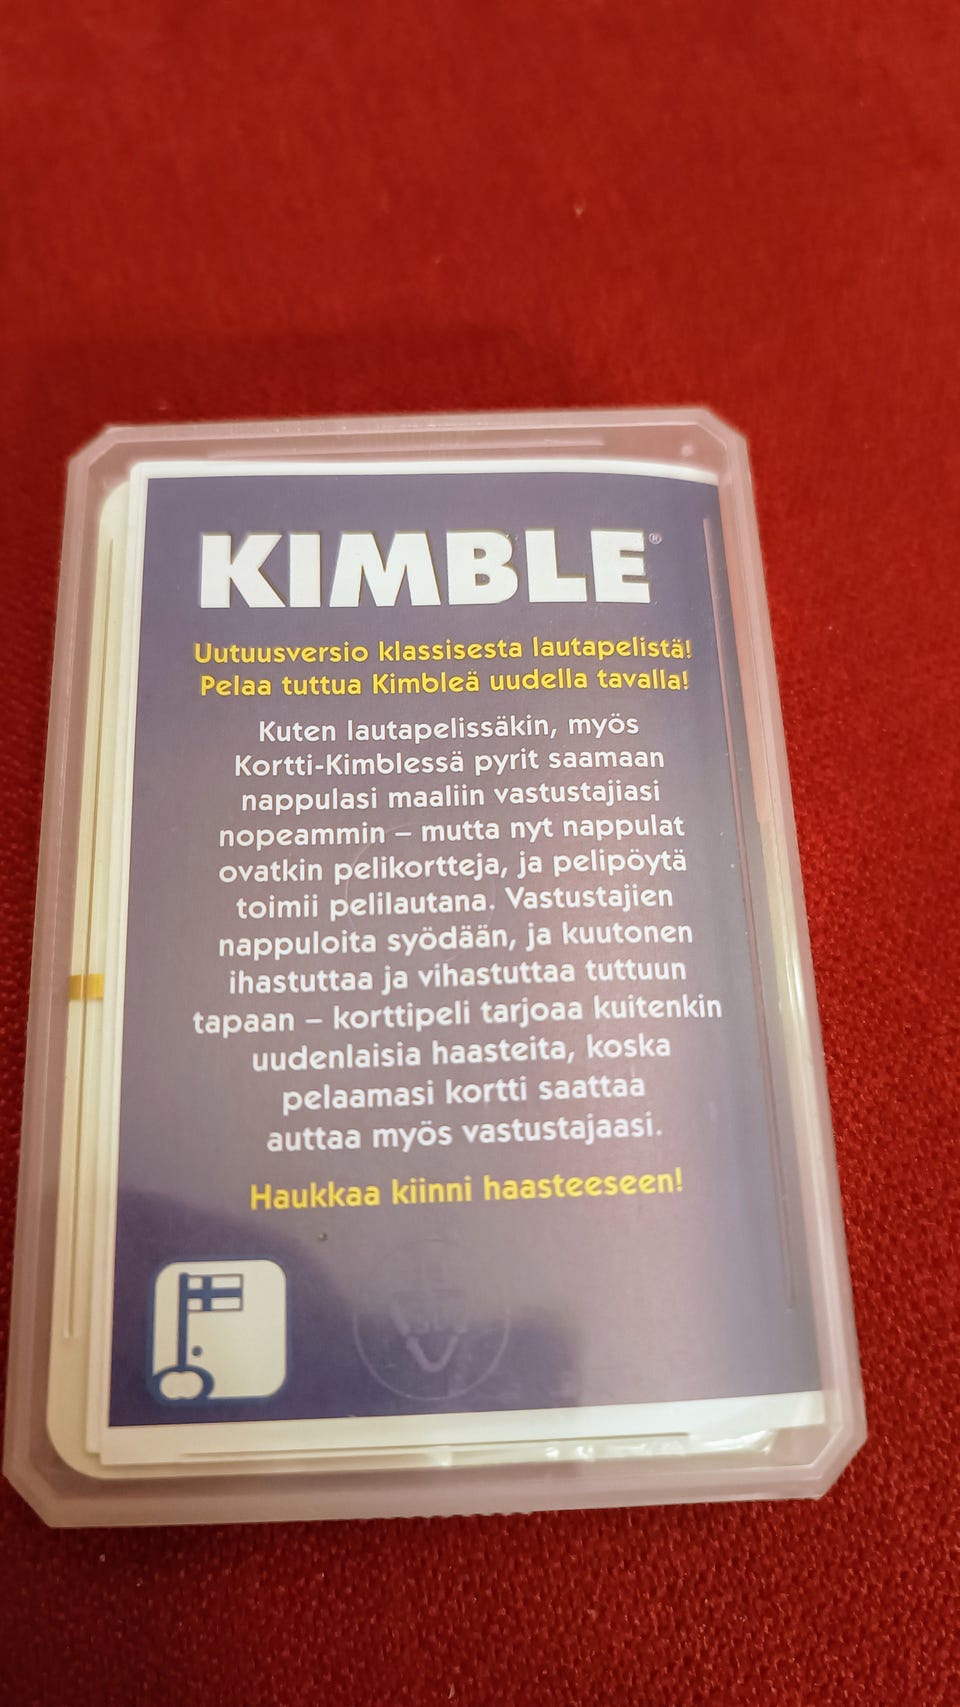 KIMBLE®
Uutuusversio klassisesta lautapelistä!
Pelaa tuttua Kimbleä uudella tavalla!
Kuten lautapelissäkin, myös
Kortti-Kimblessä pyrit saamaan
nappulasi maaliin vastustajiasi
nopeammin – mutta nyt nappulat
ovatkin pelikortteja, ja pelipöytä
toimii pelilautana. Vastustajien
nappuloita syödään, ja kuutonen
ihastuttaa ja vihastuttaa tuttuun
tapaan – korttipeli tarjoaa kuitenkin
uudenlaisia haasteita, koska
pelaamasi kortti saattaa
auttaa myös vastustajaasi.
Haukkaa kiinni haasteeseen!